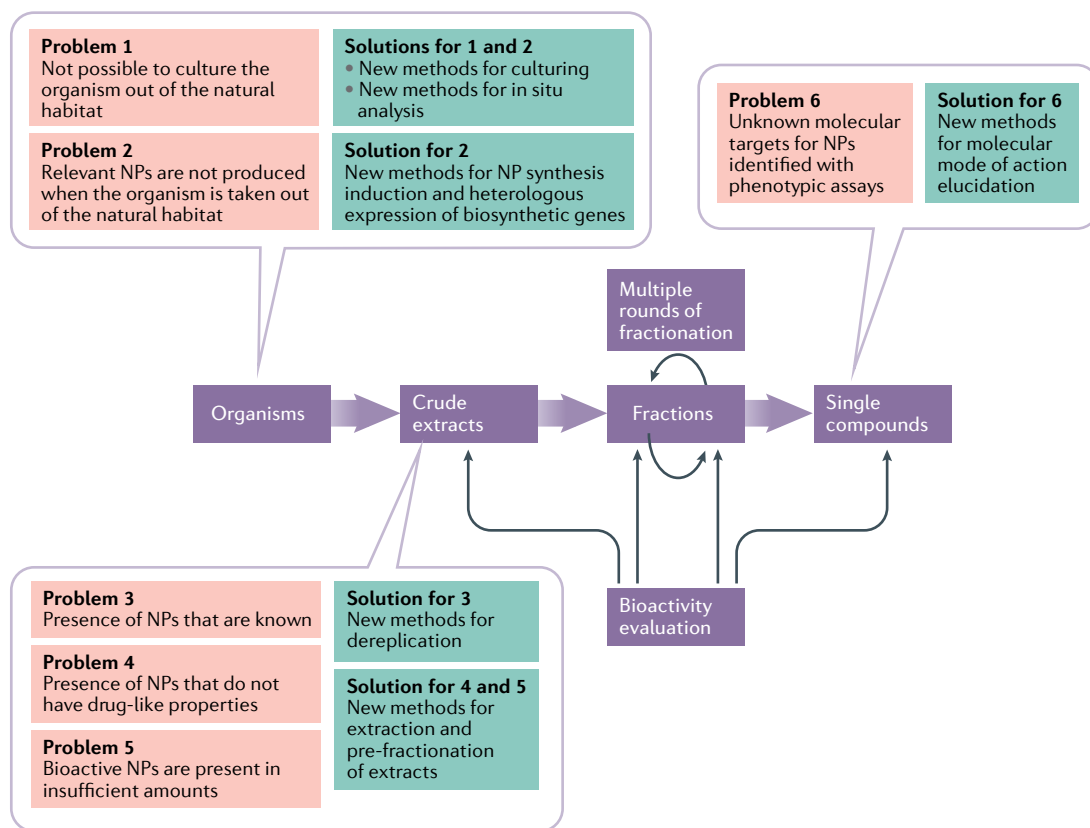 Problem 1
Not possible to culture the
organism out of the natural
habitat
Problem 2
Relevant NPs are not produced
when the organism is taken out
of the natural habitat
Solutions for 1 and 2
• New methods for culturing
• New methods for in situ
analysis
Solution for 2
New methods for NP synthesis
induction and heterologous
expression of biosynthetic genes
Problem 6
Unknown molecular
targets for NPs
identified with
phenotypic assays
Solution for 6
New methods
for molecular
mode of action
elucidation
Multiple
rounds of
fractionation
Organisms
Crude
extracts
Fractions
Single
compounds
Bioactivity
evaluation
Problem 3
Presence of NPs that are known
Problem 4
Presence of NPs that do not
have drug-like properties
Problem 5
Bioactive NPs are present in
insufficient amounts
Solution for 3
New methods for
dereplication
Solution for 4 and 5
New methods for
extraction and
pre-fractionation
of extracts